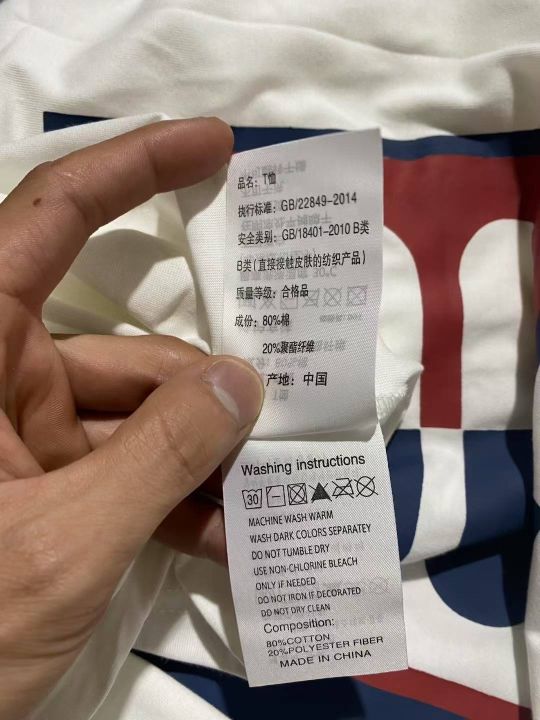 品名：T恤
执行标准：GB/22849-2014
安全类别：GB/18401-2010 B类
B类(直接接触皮肤的纺织产品)
质量等级：合格品
成份：80%棉
20%聚酯纤维
产地：中国
Washing instructions
30
MACHINE WASH WARM
WASH DARK COLORS SEPARATEY
DO NOT TUMBLE DRY
USE NON-CHLORINE BLEACH
ONLY IF NEEDED
DO NOT IRON IF DECORATED
DO NOT DRY CLEAN
Composition:
80%COTTON
20%POLYESTER FIBER
MADE IN CHINA